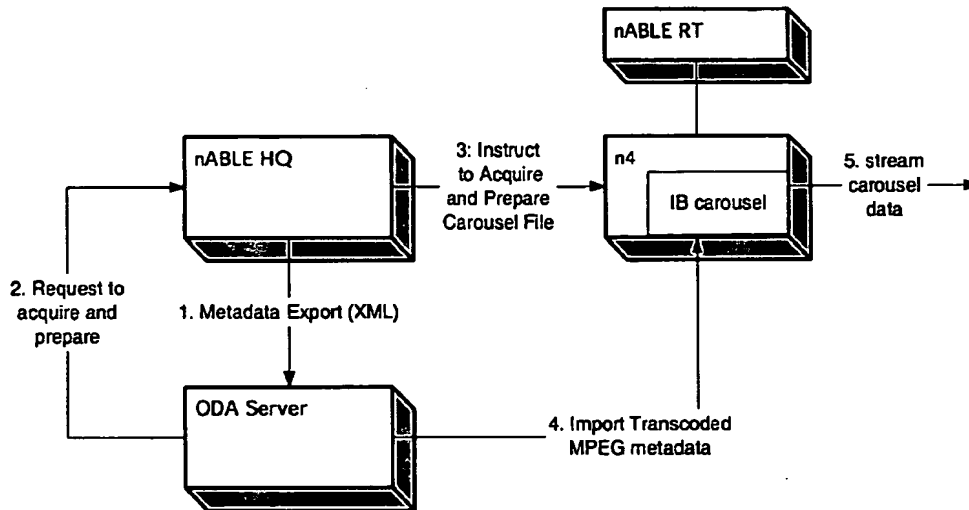 nABLE RT
nABLE HQ
3: Instruct
to Acquire
and Prepare
Carousel File
n4
IB carousel
5. stream
carousel
data
2. Request to
acquire and
prepare
1. Metadata Export (XML)
ODA Server
4. Import Transcoded
MPEG metadata